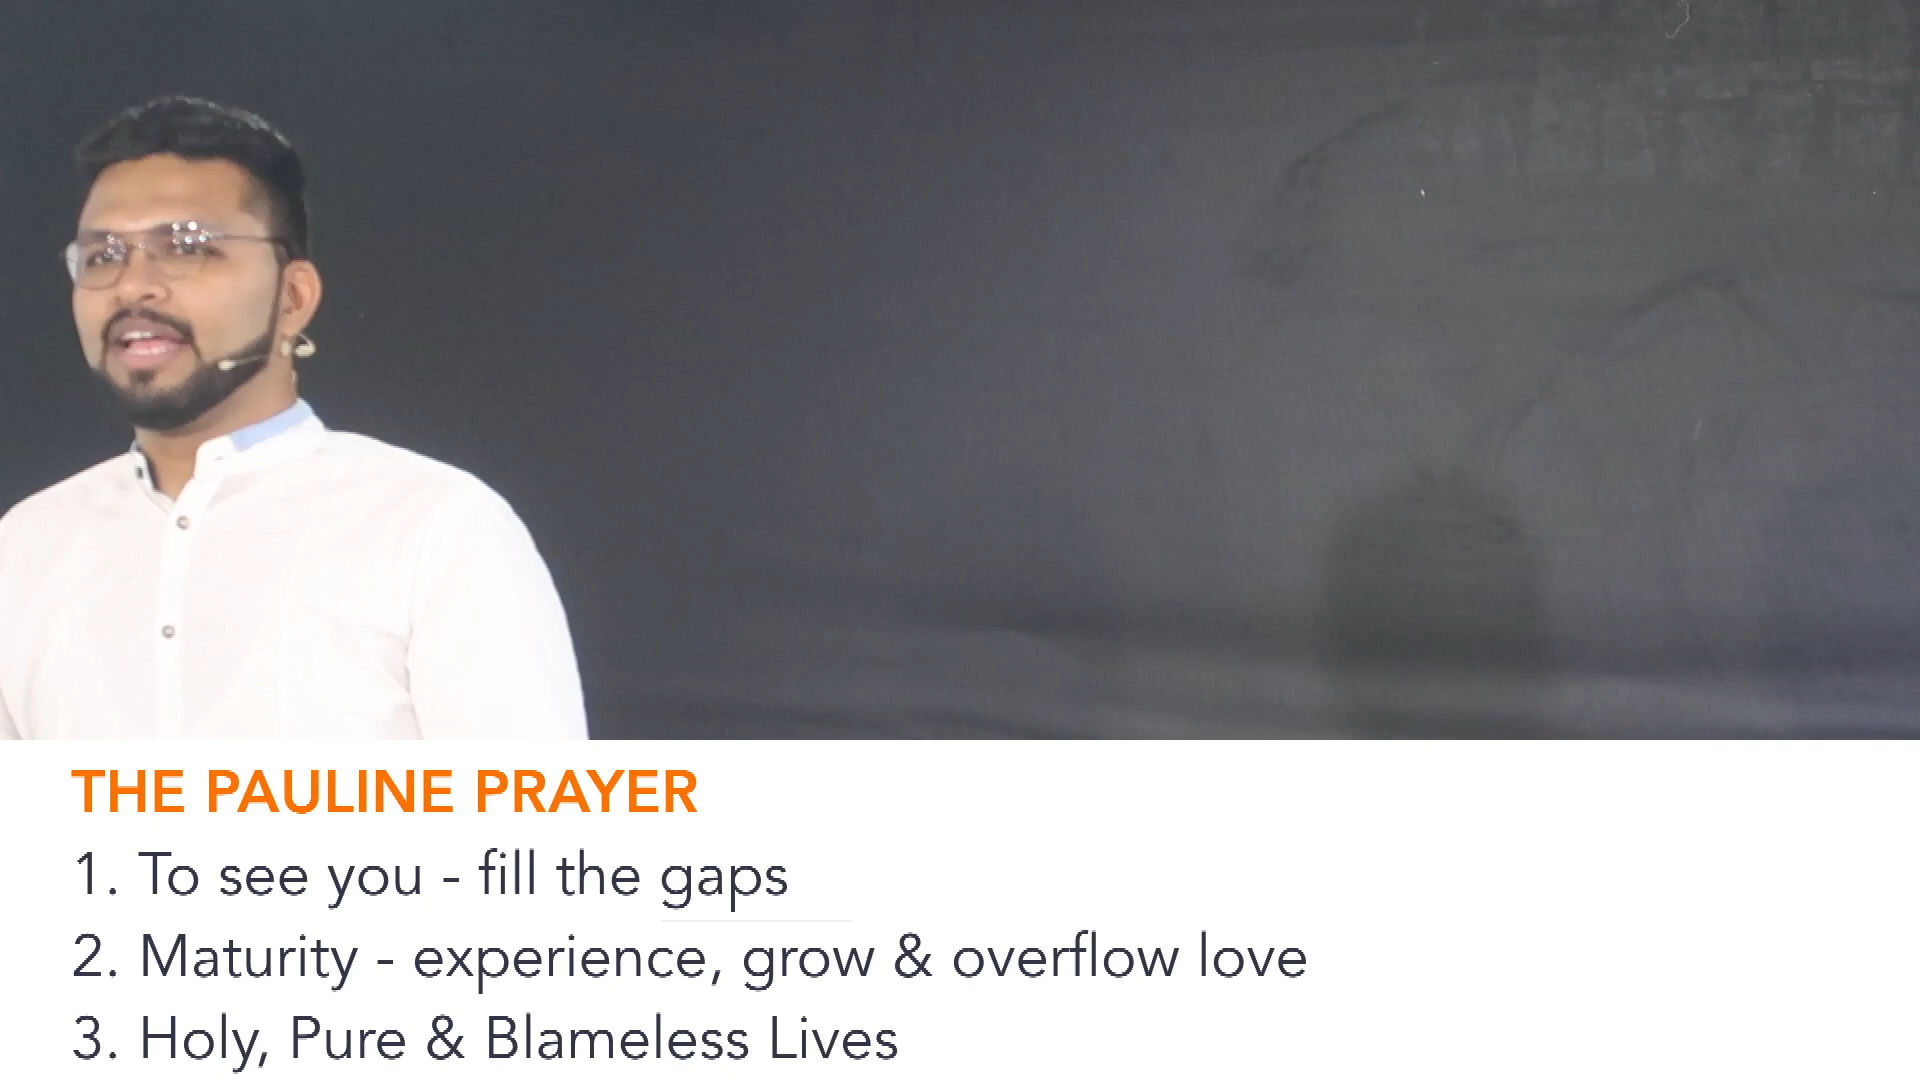 THE PAULINE PRAYER
1. To see you - fill the gaps
2. Maturity - experience, grow & overflow love
3. Holy, Pure & Blameless Lives